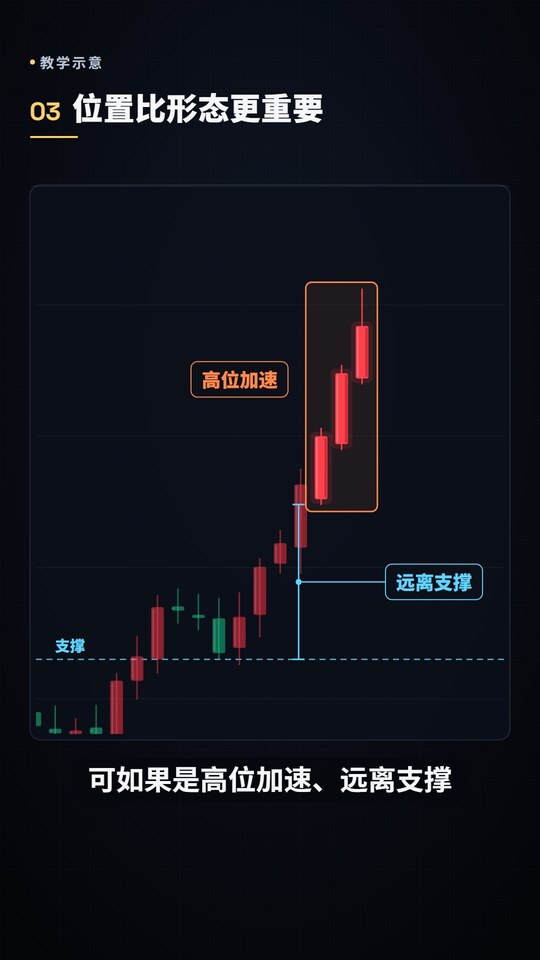 教学示意
03 位置比形态更重要
高位加速
远离支撑
支撑
可如果是高位加速、远离支撑